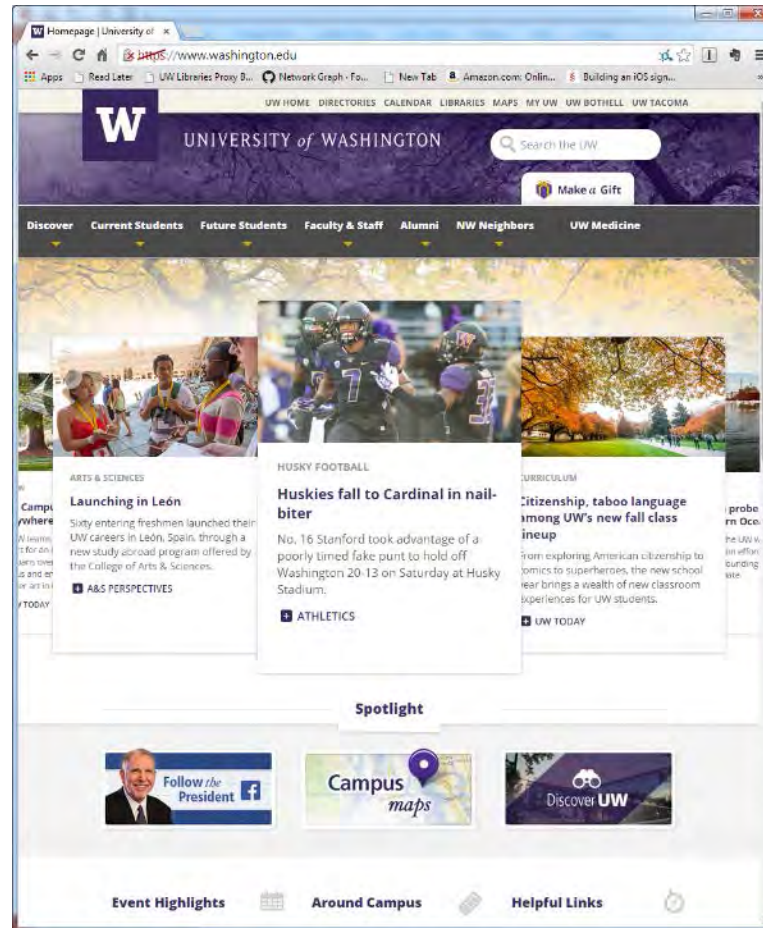 W Homepage | University of
https://www.washington.edu
Apps Read Later UW Libraries Proxy B... Network Graph · Fo... New Tab Amazon.com: Onlin... Building an iOS sign...
UW HOME DIRECTORIES CALENDAR LIBRARIES MAPS MY UW UW BOTHELL UW TACOMA
W
UNIVERSITY of WASHINGTON
Search the UW
Make a Gift
Discover Current Students Future Students Faculty & Staff Alumni NW Neighbors UW Medicine
ARTS & SCIENCES
Launching in León
Sixty entering freshmen launched their
UW careers in León, Spain, through a
new study abroad program offered by
the College of Arts & Sciences.
A&S PERSPECTIVES
HUSKY FOOTBALL
Huskies fall to Cardinal in nail-
biter
No. 16 Stanford took advantage of a
poorly timed fake punt to hold off
Washington 20-13 on Saturday at Husky
Stadium.
ATHLETICS
CURRICULUM
Citizenship, taboo language
among UW's new fall class
lineup
From exploring American citizenship to
comics to superheroes, the new school
year brings a wealth of new classroom
experiences for UW students.
UW TODAY
probe
TODAY
Spotlight
Follow the
President
Campus
maps
Discover UW
Event Highlights Around Campus Helpful Links